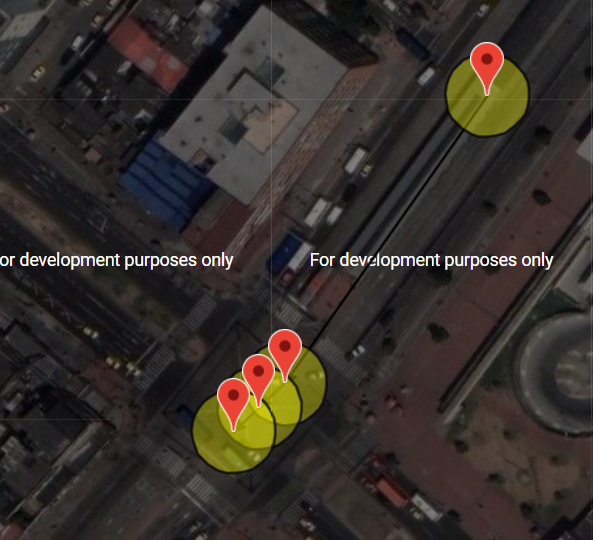 or development purposes only
For development purposes only